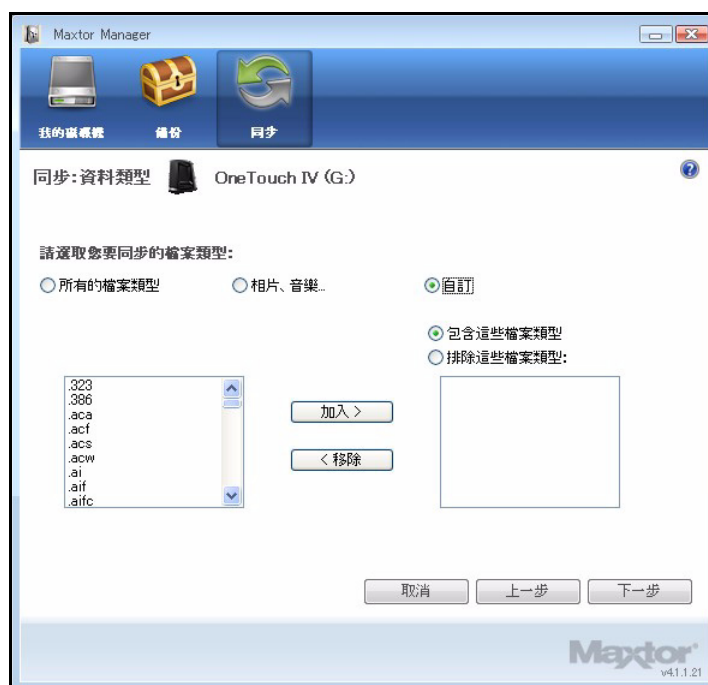 Maxtor Manager
我的磁碟機
備份
同步
同步:資料類型
OneTouch IV (G:)
請選取您要同步的檔案類型:
所有的檔案類型
相片、音樂...
自訂
包含這些檔案類型
排除這些檔案類型:
.323
.386
.aca
.acf
.acs
.acw
.ai
.aif
.aifc
加入 >
< 移除
取消
上一步
下一步
Maxtor
v4.1.1.21